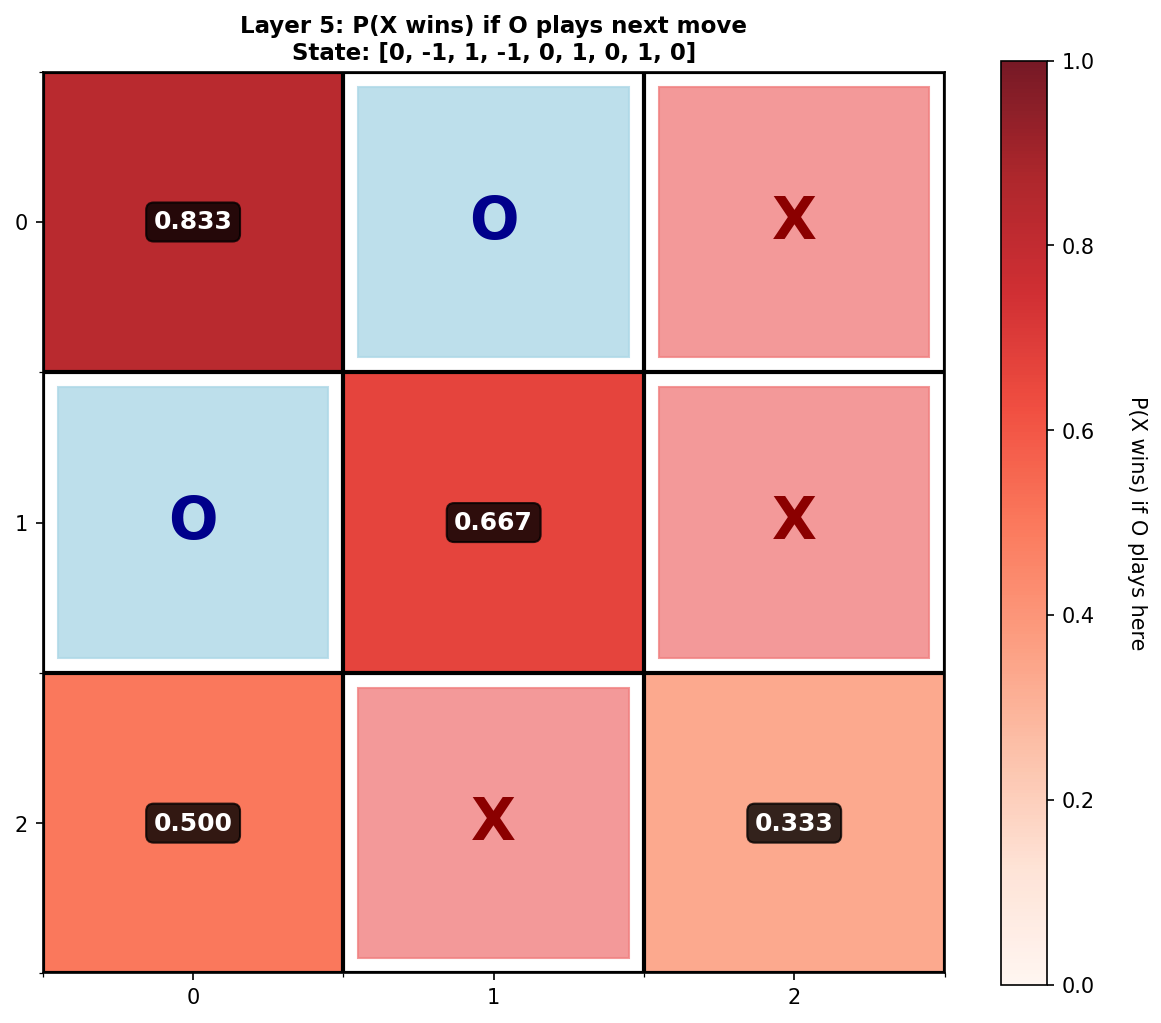 Layer 5: P(X wins) if O plays next move
State: [0, -1, 1, -1, 0, 1, 0, 1, 0]
0
0.833
O
X
1
O
0.667
X
2
0.500
X
0.333
0
1
2
1.0
0.8
0.6
0.4
0.2
0.0
P(X wins) if O plays here